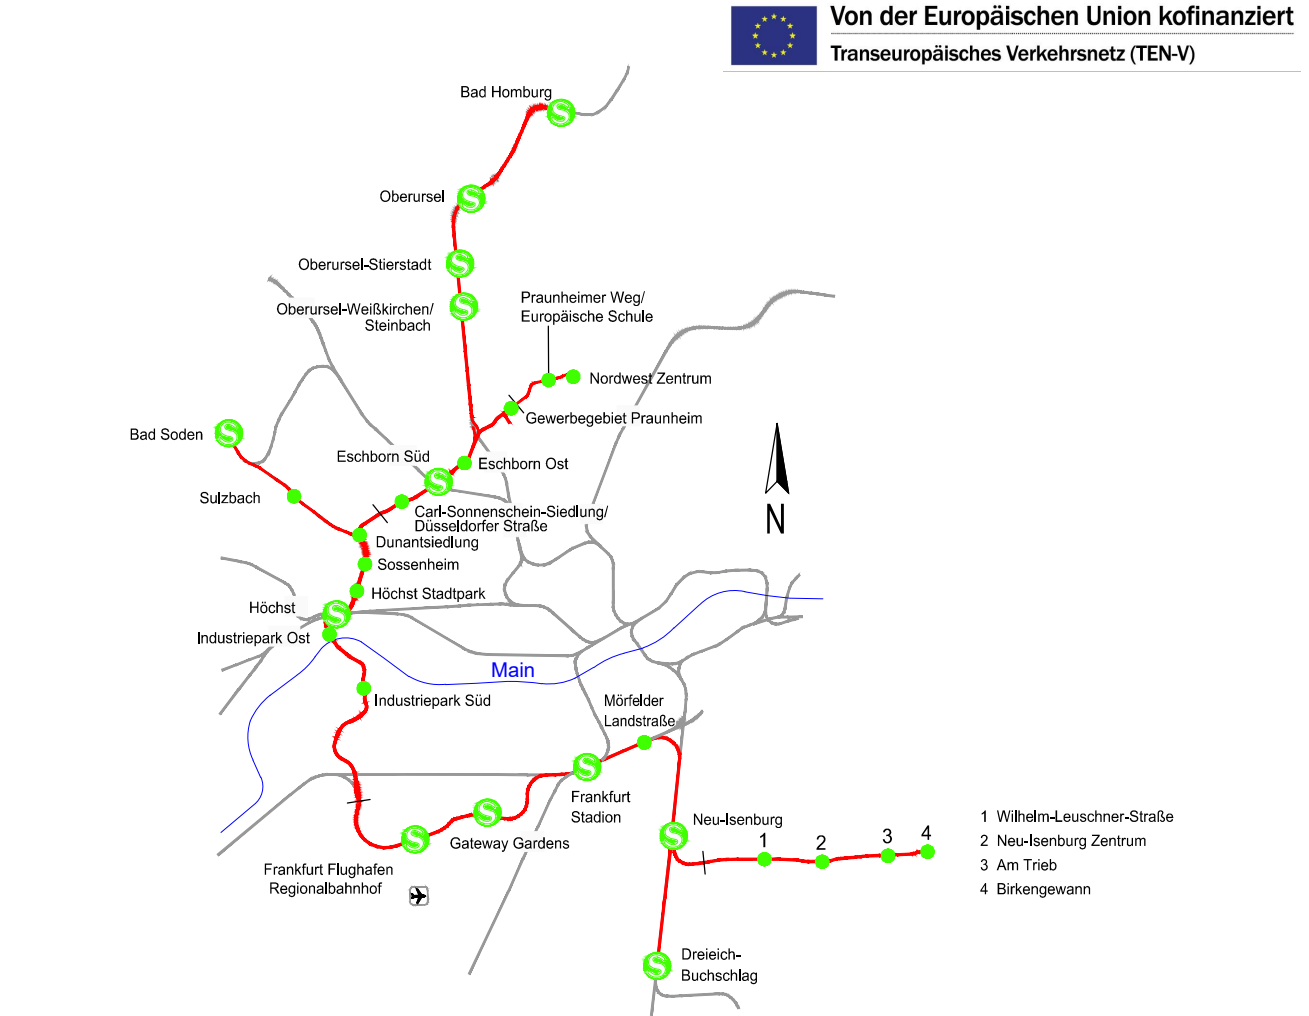 Von der Europäischen Union kofinanziert
Transeuropäisches Verkehrsnetz (TEN-V)
Bad Homburg
Oberursel
Oberursel-Stierstadt
Oberursel-Weißkirchen/
Steinbach
Praunheimer Weg/
Europäische Schule
Nordwest Zentrum
Gewerbegebiet Praunheim
Bad Soden
Eschborn Süd
Eschborn Ost
Sulzbach
Carl-Sonnenschein-Siedlung/
Düsseldorfer Straße
N
Dunantsiedlung
Sossenheim
Höchst Stadtpark
Höchst
Industriepark Ost
Main
Industriepark Süd
Mörfelder
Landstraße
Frankfurt
Stadion
Neu-Isenburg
Gateway Gardens
Frankfurt Flughafen
Regionalbahnhof
1
2
3
4
1 Wilhelm-Leuschner-Straße
2 Neu-Isenburg Zentrum
3 Am Trieb
4 Birkengewann
Dreieich-
Buchschlag
S
S
S
S
S
S
S
S
S
S
S
S